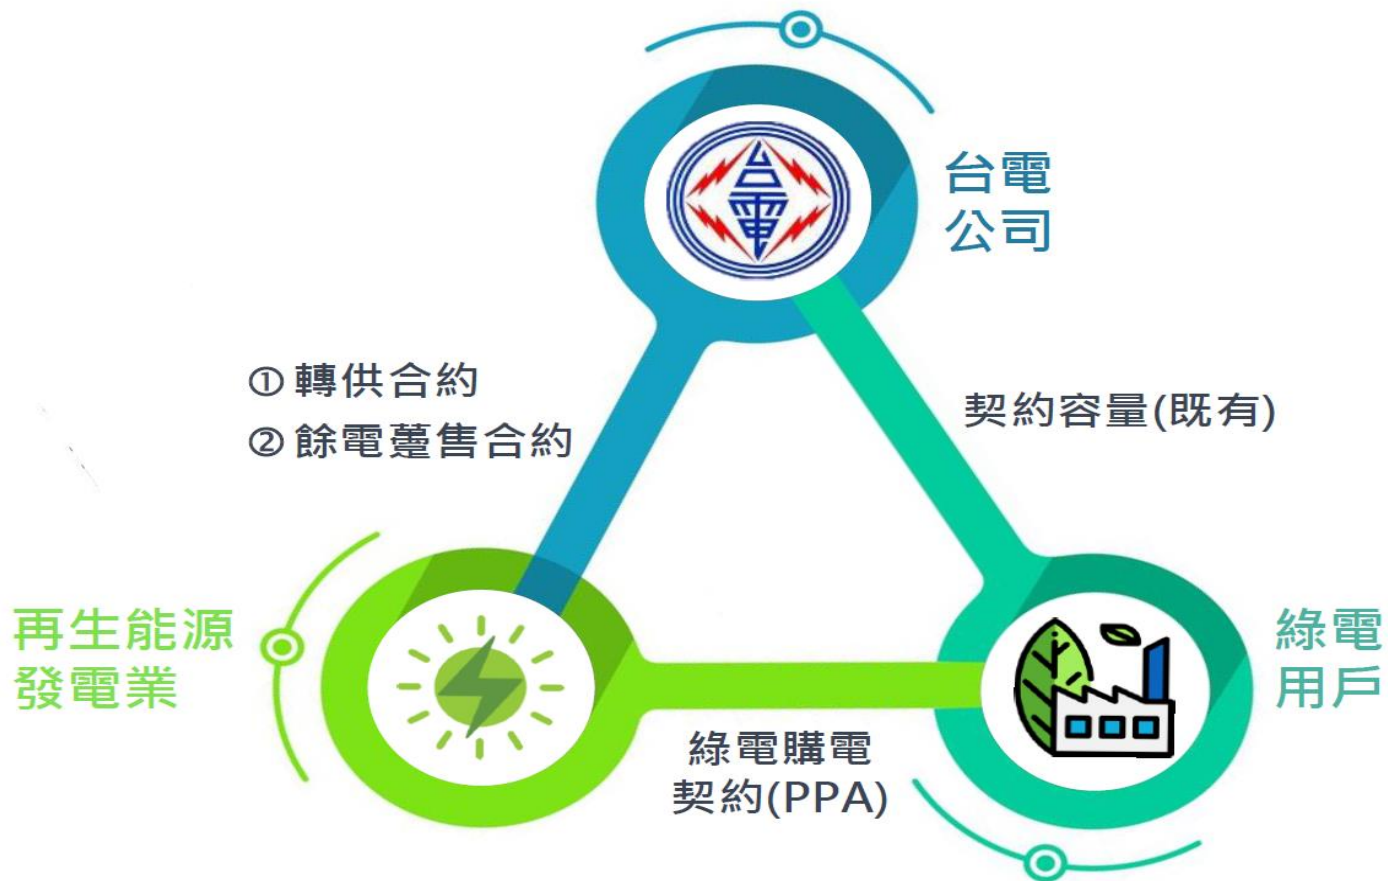 台電
台電
公司
① 轉供合約
② 餘電躉售合約
契約容量(既有)
再生能源
發電業
綠電
用戶
綠電購電
契約(PPA)